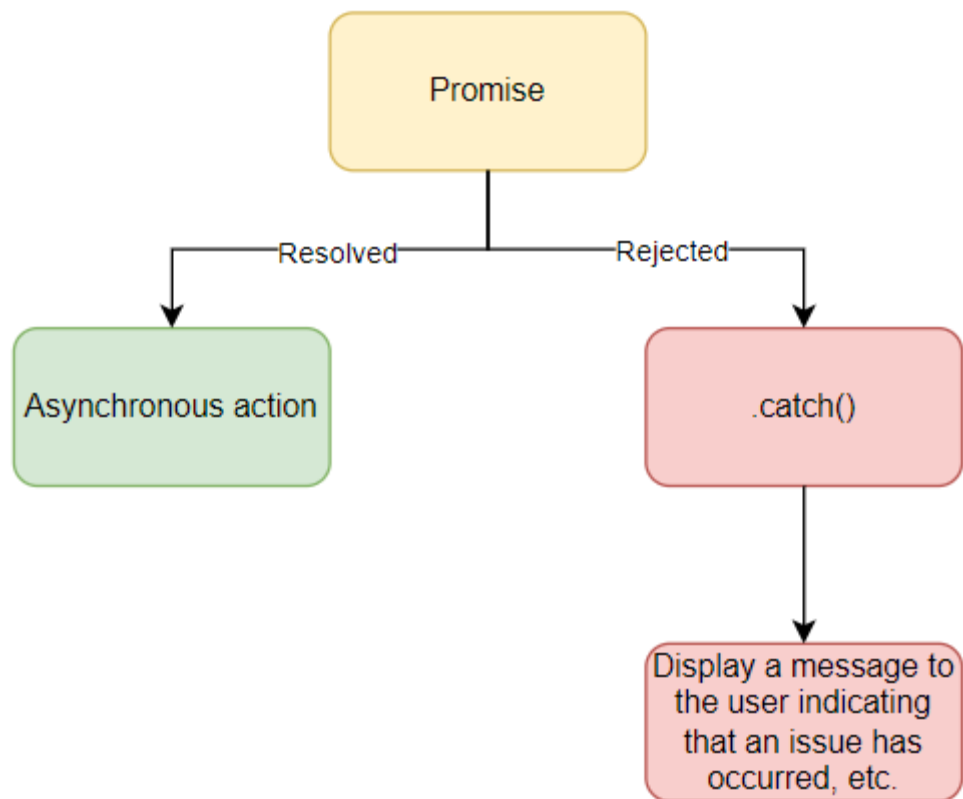 Promise
Resolved
Rejected
Asynchronous action
.catch()
Display a message to
the user indicating
that an issue has
occurred, etc.